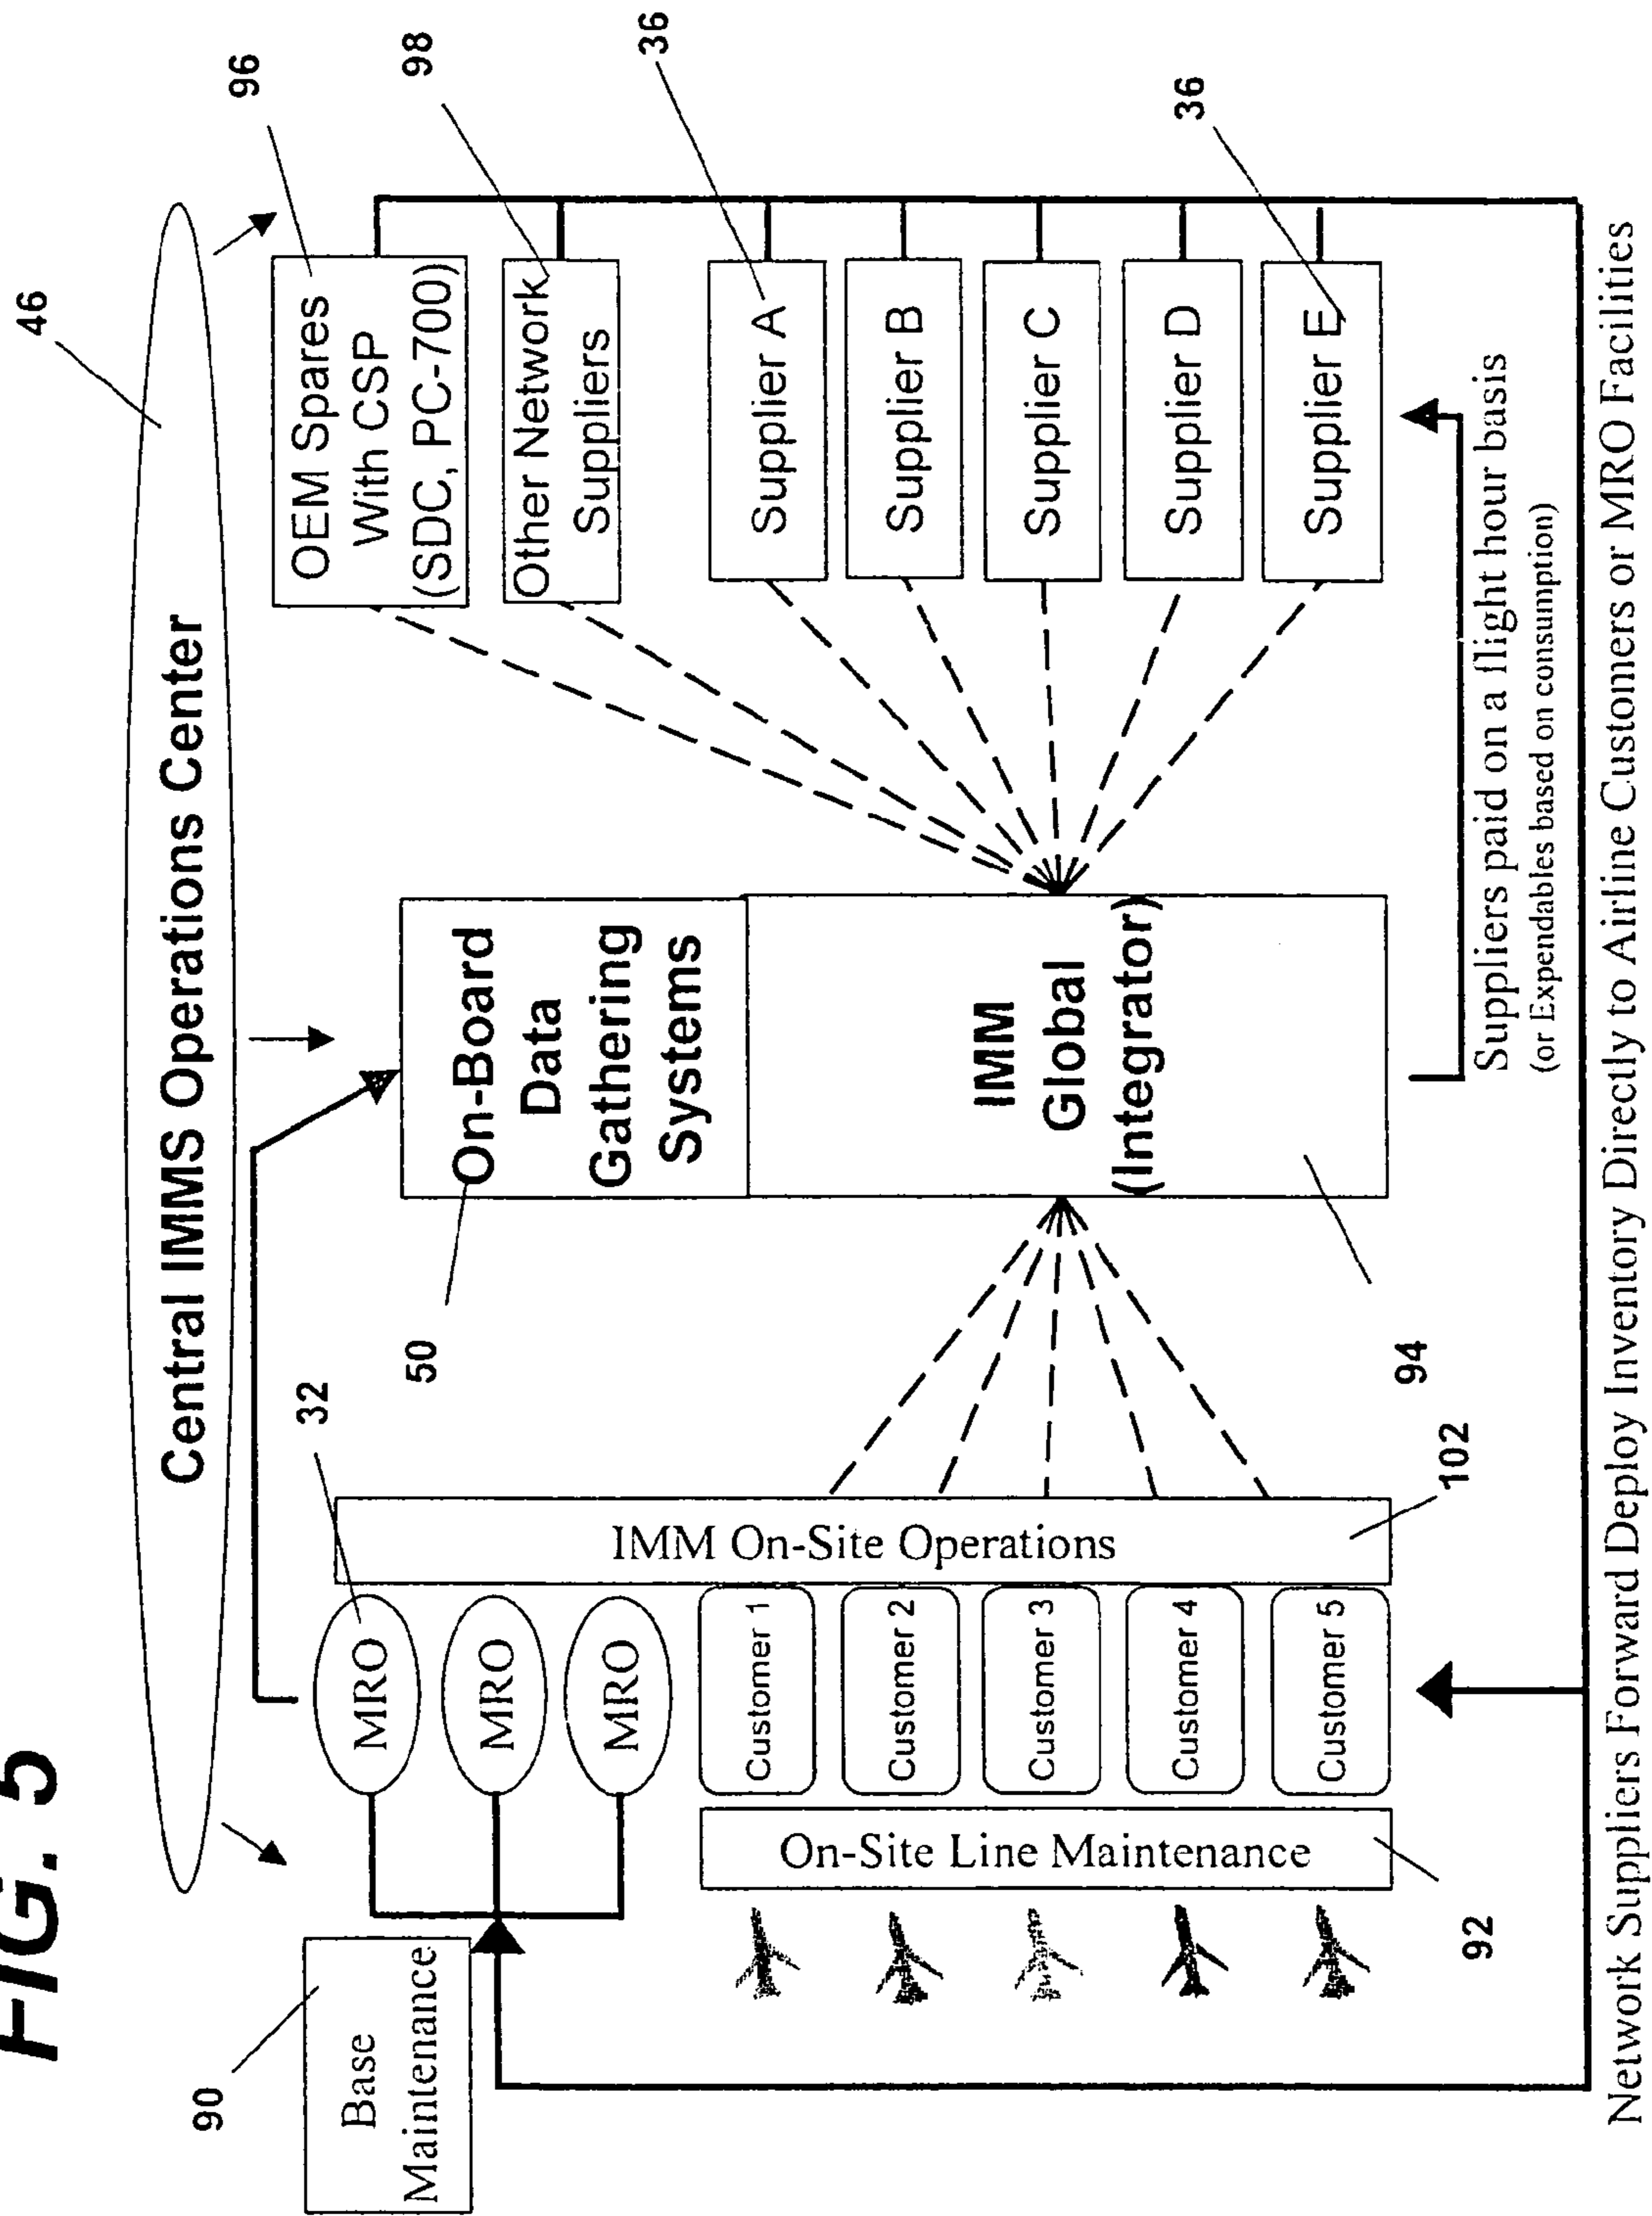 FIG. 5
46
Central IMMS Operations Center
90
Base
Maintenance
32
MRO
MRO
MRO
50
On-Board
Data
Gathering
Systems
96
OEM Spares
With CSP
(SDC, PC-700)
98
Other Network
Suppliers
36
Supplier A
Supplier B
Supplier C
Supplier D
Supplier E
36
IMM
Global
(Integrator)
94
IMM On-Site Operations
102
Customer 1
Customer 2
Customer 3
Customer 4
Customer 5
On-Site Line Maintenance
92
Suppliers paid on a flight hour basis
(or Expendables based on consumption)
Network Suppliers Forward Deploy Inventory Directly to Airline Customers or MRO Facilities